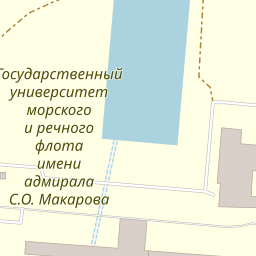 Государственный
университет
морского
и речного
флота
имени
адмирала
С.О. Макарова